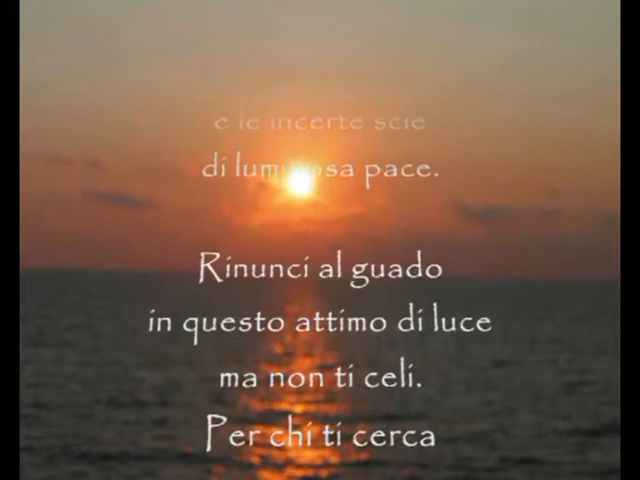 e le incerte scie
di luminosa pace.
Rinunci al guado
in questo attimo di luce
ma non ti celi.
Per chi ti cerca